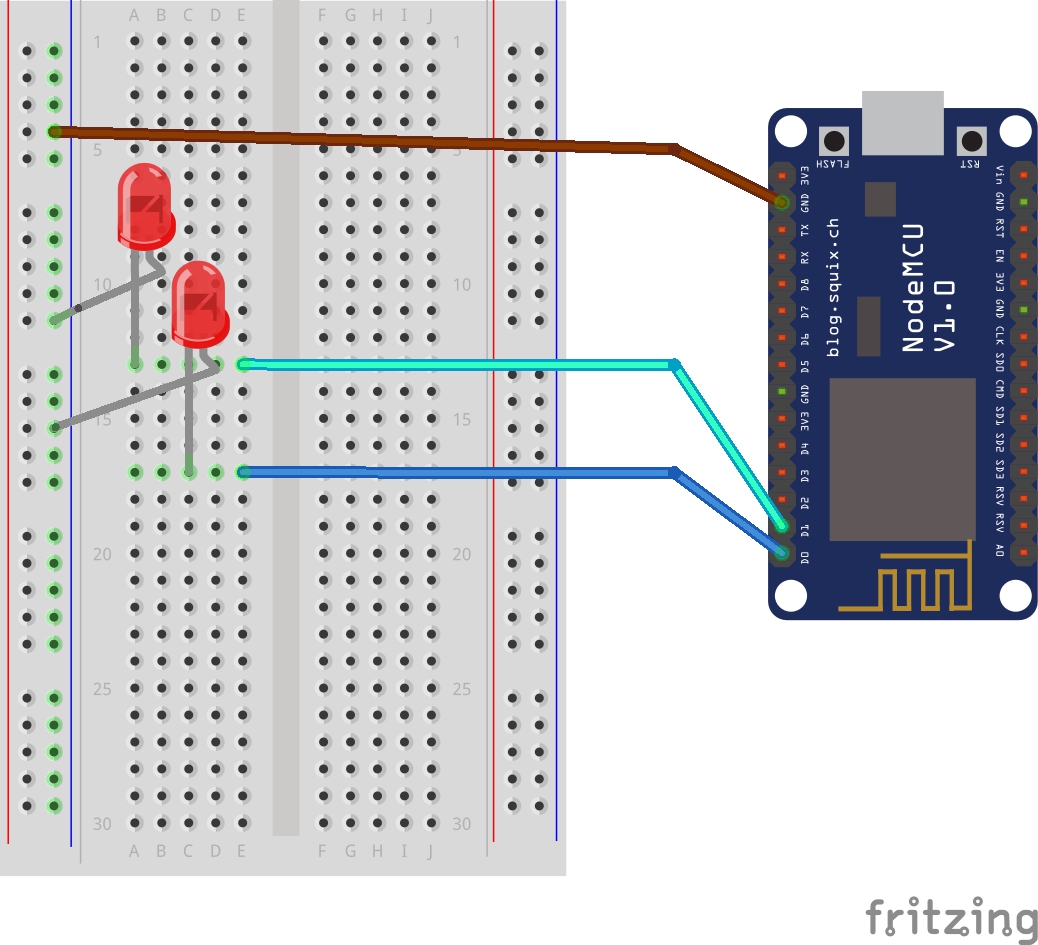 A B C D E F G H I J
1 1
5 5
10 10
15 15
20 20
25 25
30 30
A B C D E F G H I J
FLASH
RST
3V3
GND
TX
RX
D8
D7
D6
D5
GND
3V3
D4
D3
D2
D1
D0
blog.squix.ch
NodeMCU
V1.0
Vin
GND
RST
EN
3V3
GND
CLK
SD0
CMD
SD1
SD2
SD3
RSV
RSV
A0
fritzing